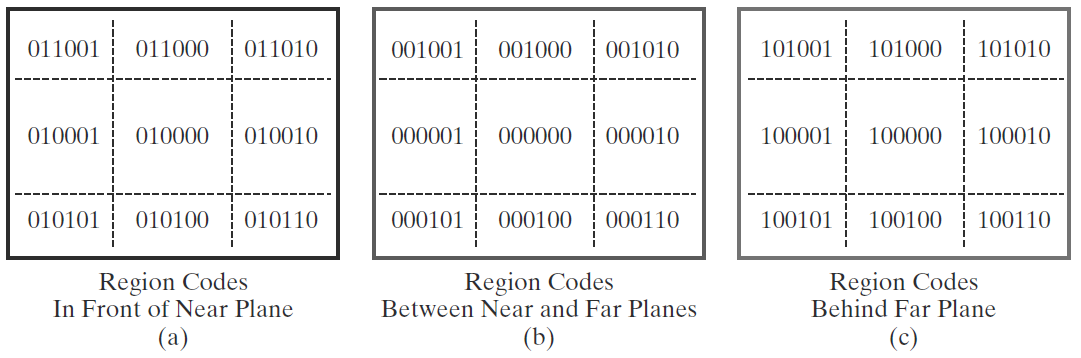 011001 011000 011010 001001 001000 001010 101001 101000 101010
010001 010000 010010 000001 000000 000010 100001 100000 100010
010101 010100 010110 000101 000100 000110 100101 100100 100110
Region Codes
In Front of Near Plane
(a)
Region Codes
Between Near and Far Planes
(b)
Region Codes
Behind Far Plane
(c)